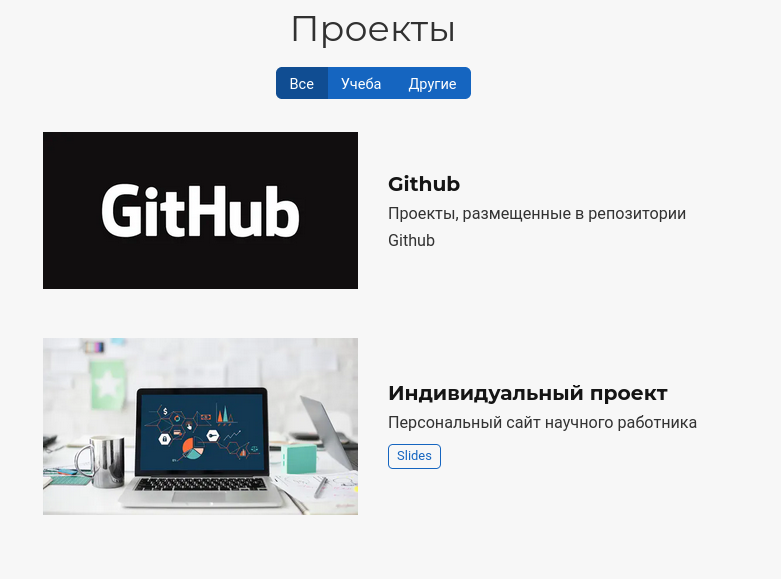 Проекты
Все Учеба Другие
GitHub
Github
Проекты, размещенные в репозитории
Github
Индивидуальный проект
Персональный сайт научного работника
Slides